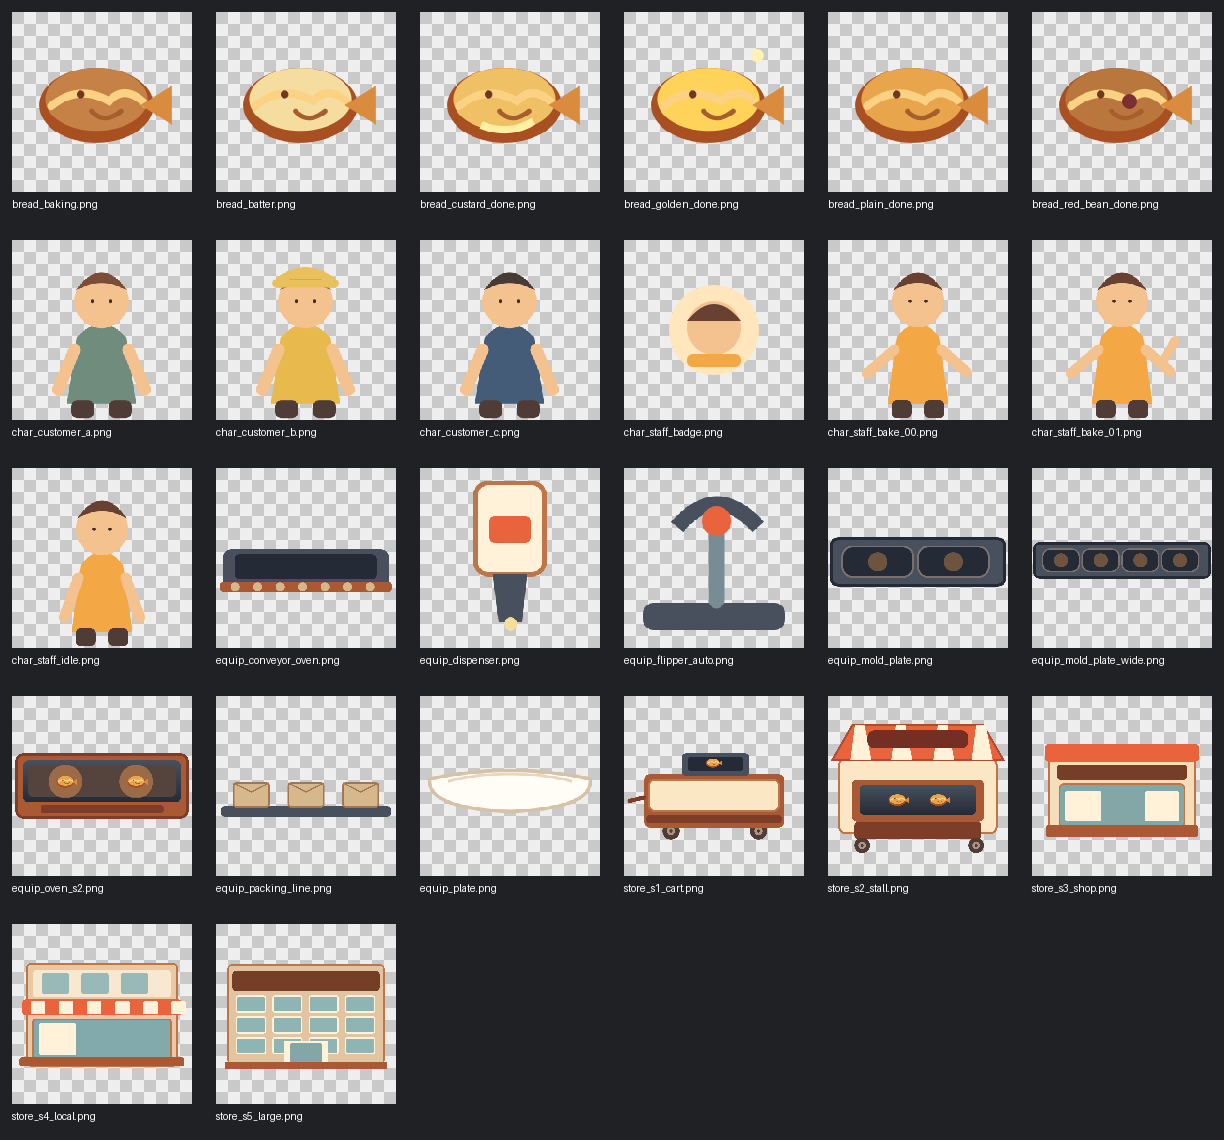 bread_baking.png
bread_batter.png
bread_custard_done.png
bread_golden_done.png
bread_plain_done.png
bread_red_bean_done.png
char_customer_a.png
char_customer_b.png
char_customer_c.png
char_staff_badge.png
char_staff_bake_00.png
char_staff_bake_01.png
char_staff_idle.png
equip_conveyor_oven.png
equip_dispenser.png
equip_flipper_auto.png
equip_mold_plate.png
equip_mold_plate_wide.png
equip_oven_s2.png
equip_packing_line.png
equip_plate.png
store_s1_cart.png
store_s2_stall.png
store_s3_shop.png
store_s4_local.png
store_s5_large.png